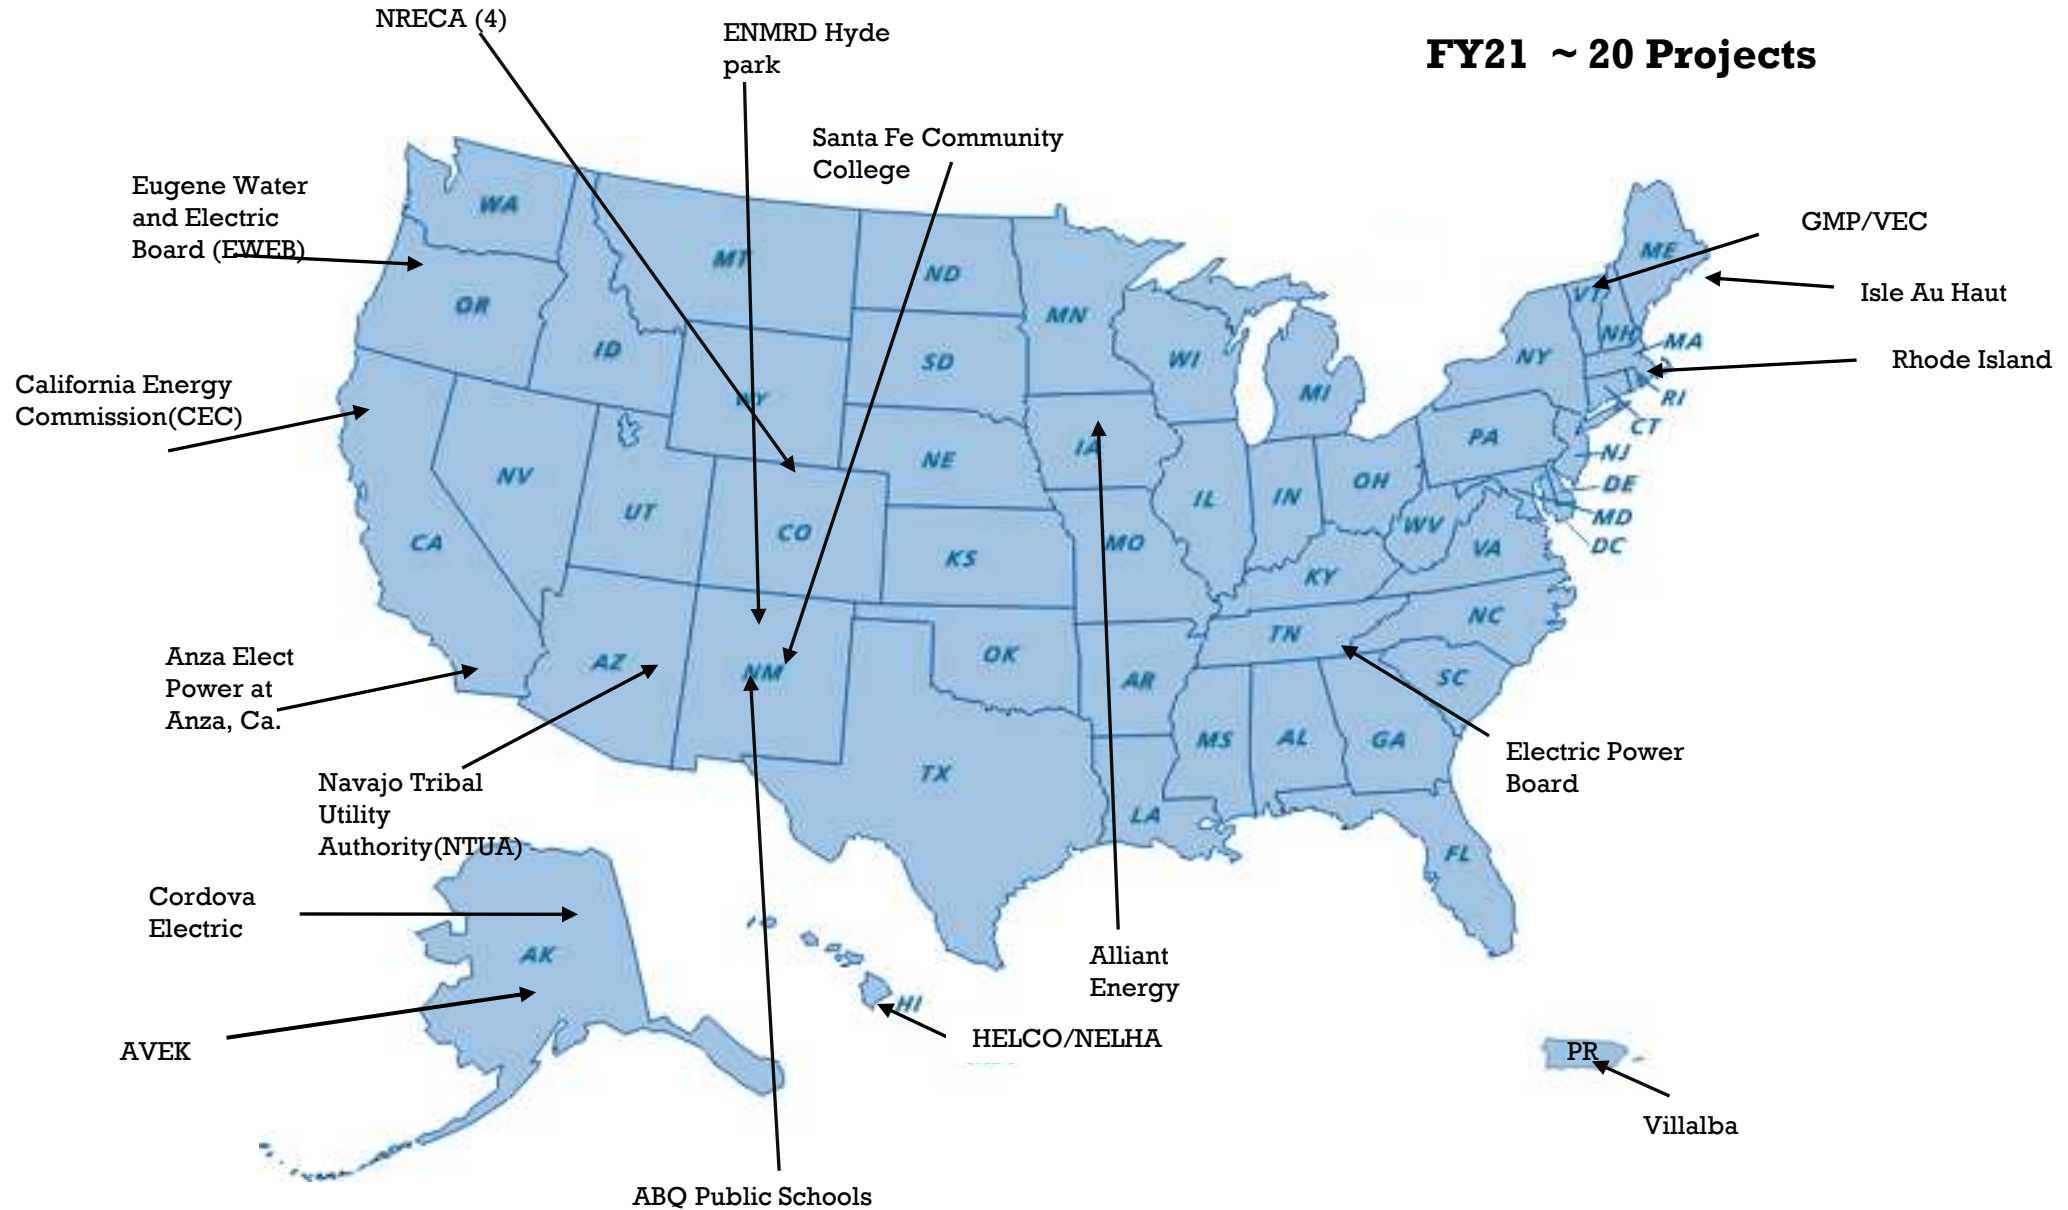 NRECA (4)
ENMRD Hyde
park
FY21 ~ 20 Projects
Santa Fe Community
College
Eugene Water
and Electric
Board (EWEB)
GMP/VEC
Isle Au Haut
Rhode Island
California Energy
Commission(CEC)
Anza Elect
Power at
Anza, Ca.
Navajo Tribal
Utility
Authority(NTUA)
Electric Power
Board
Cordova
Electric
AVEK
Alliant
Energy
HELCO/NELHA
Villalba
ABQ Public Schools
WA
MT
ND
MN
ME
VT
NH
MA
OR
ID
WY
SD
WI
MI
NY
RI
CT
NV
UT
CO
NE
IA
IL
IN
OH
PA
NJ
DE
MD
DC
CA
KS
MO
KY
WV
VA
AZ
NM
OK
AR
TN
NC
SC
TX
LA
MS
AL
GA
FL
AK
HI
PR